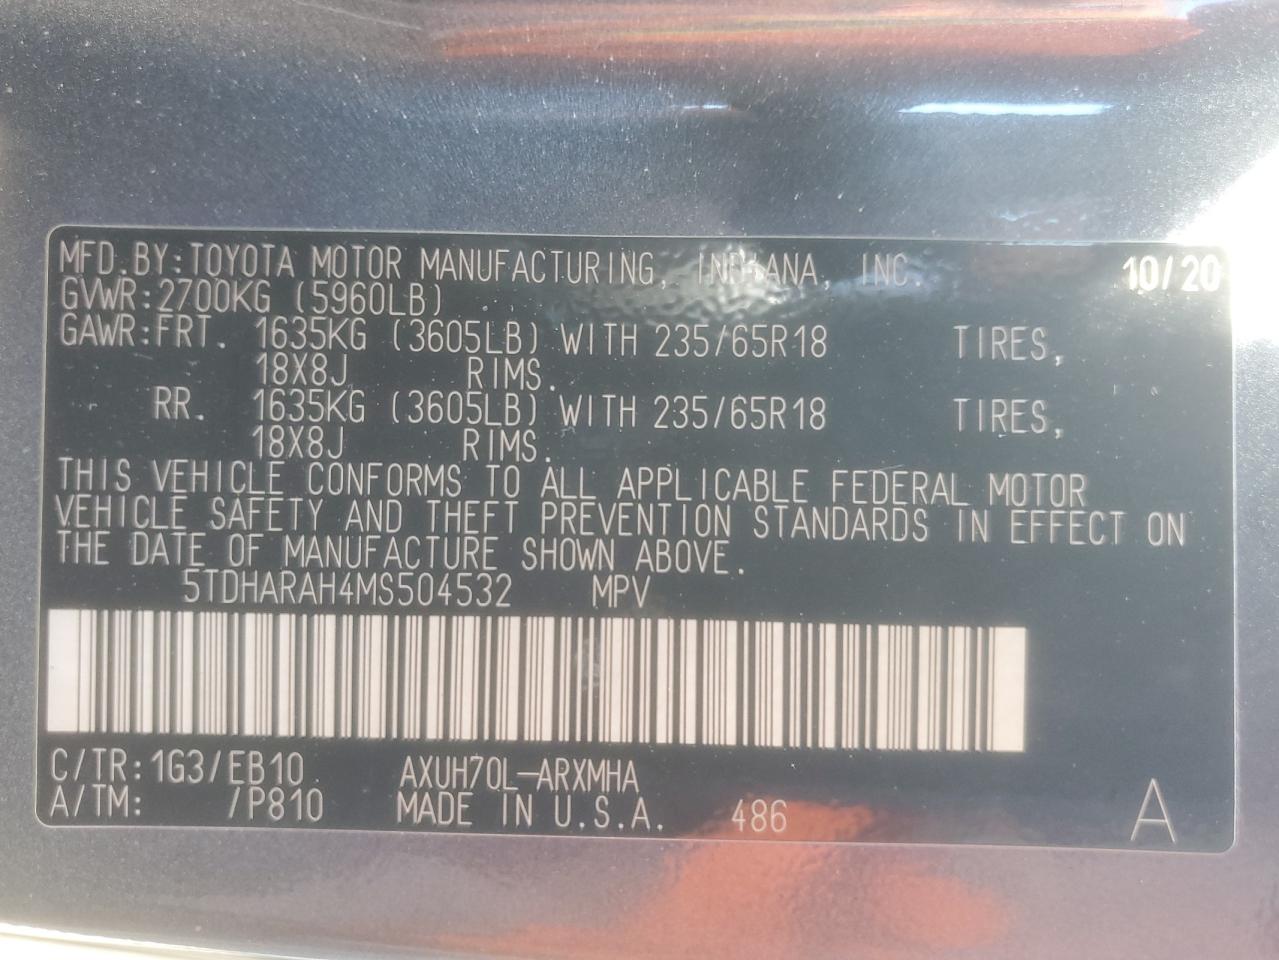 MFD.BY:TOYOTA MOTOR MANUFACTURING, INDIANA, INC. 10/20
GVWR:2700KG (5960LB)
GAWR:FRT. 1635KG (3605LB) WITH 235/65R18 TIRES,
18X8J RIMS.
RR. 1635KG (3605LB) WITH 235/65R18 TIRES,
18X8J RIMS.
THIS VEHICLE CONFORMS TO ALL APPLICABLE FEDERAL MOTOR
VEHICLE SAFETY AND THEFT PREVENTION STANDARDS IN EFFECT ON
THE DATE OF MANUFACTURE SHOWN ABOVE.
5TDHARAH4MS504532 MPV
C/TR:1G3/EB10 AXUH70L-ARXMHA
A/TM: /P810 MADE IN U.S.A. 486 A